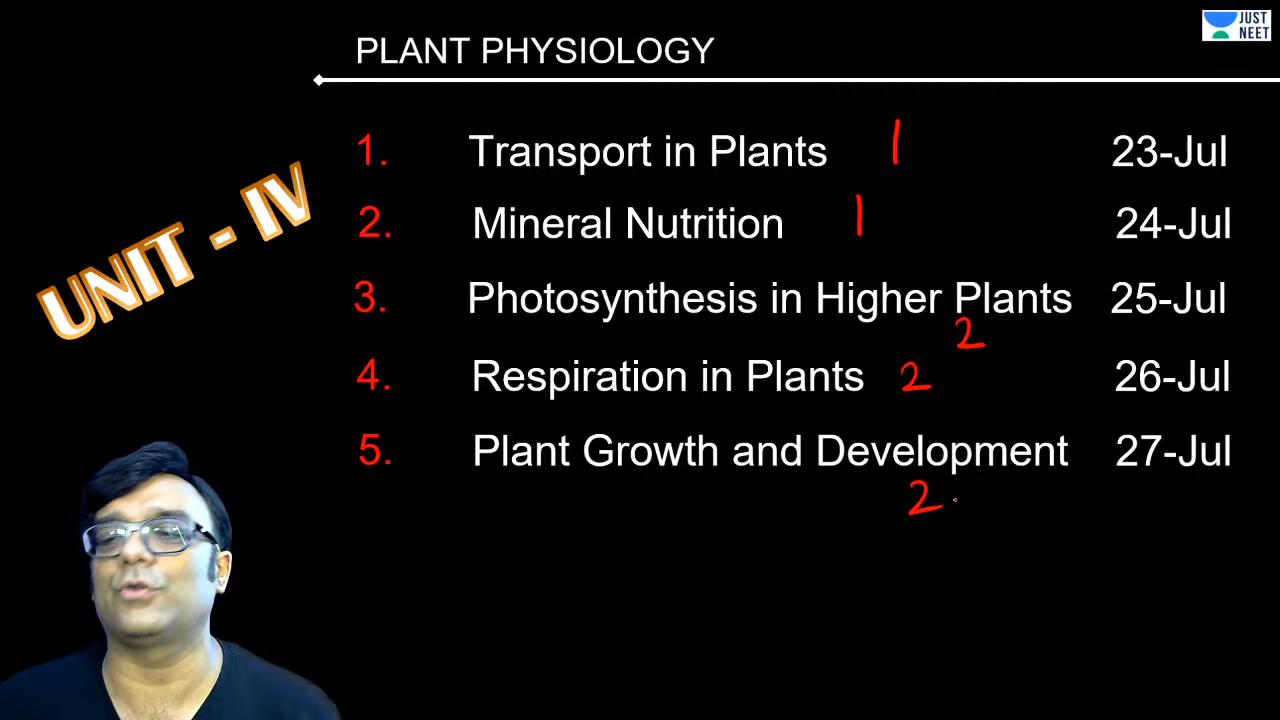 JUST
NEET
PLANT PHYSIOLOGY
UNIT - IV
1. Transport in Plants 1 23-Jul
2. Mineral Nutrition 1 24-Jul
3. Photosynthesis in Higher Plants 25-Jul
2
4. Respiration in Plants 2 26-Jul
5. Plant Growth and Development 27-Jul
2